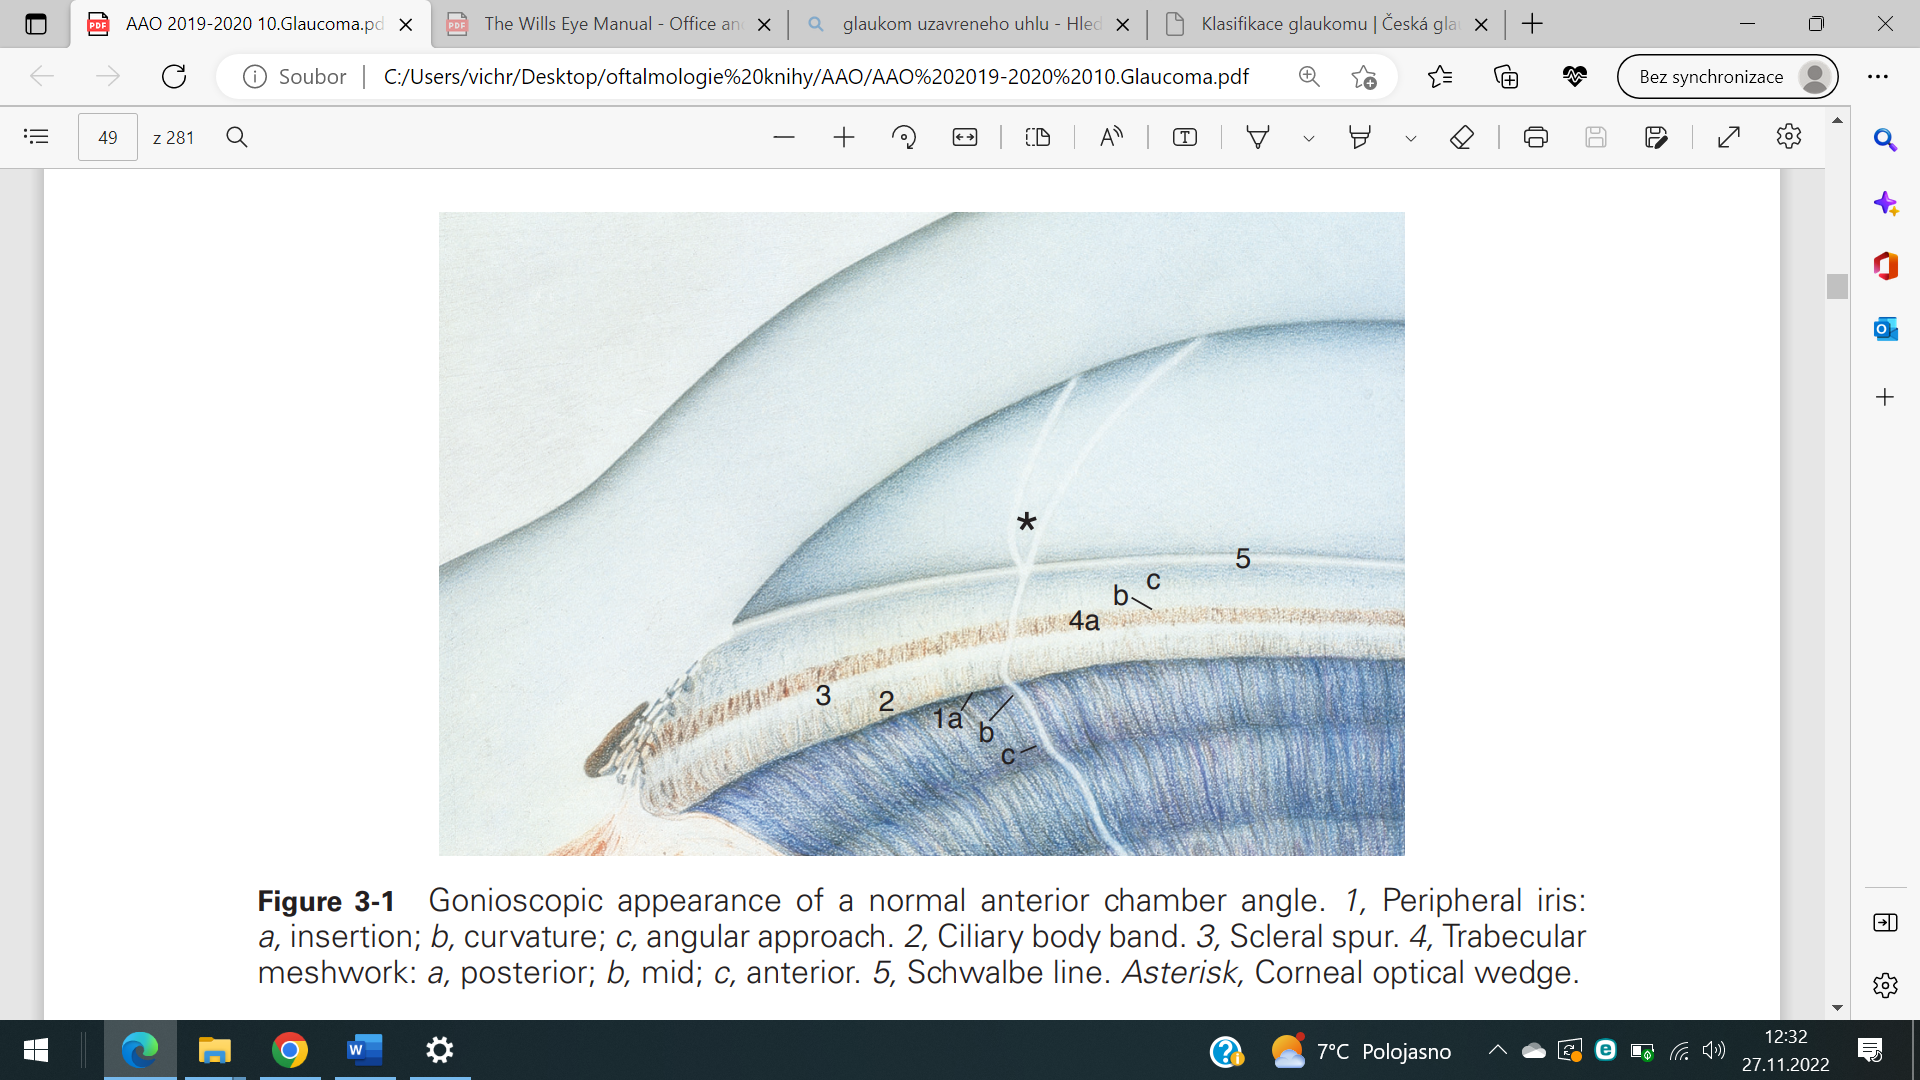 AAO 2019-2020 10.Glaucoma.pd
The Wills Eye Manual - Office an
glaukom uzavreneho uhlu - Hled
Klasifikace glaukomu | Česká gla
Soubor
C:/Users/vichr/Desktop/oftalmologie%20knihy/AAO/AAO%202019-2020%2010.Glaucoma.pdf
Bez synchronizace
49
z 281
*
5
c
b
4a
3
2
1a
b
c
Figure 3-1 Gonioscopic appearance of a normal anterior chamber angle. 1, Peripheral iris:
a, insertion; b, curvature; c, angular approach. 2, Ciliary body band. 3, Scleral spur. 4, Trabecular
meshwork: a, posterior; b, mid; c, anterior. 5, Schwalbe line. Asterisk, Corneal optical wedge.
7°C Polojasno
12:32
27.11.2022